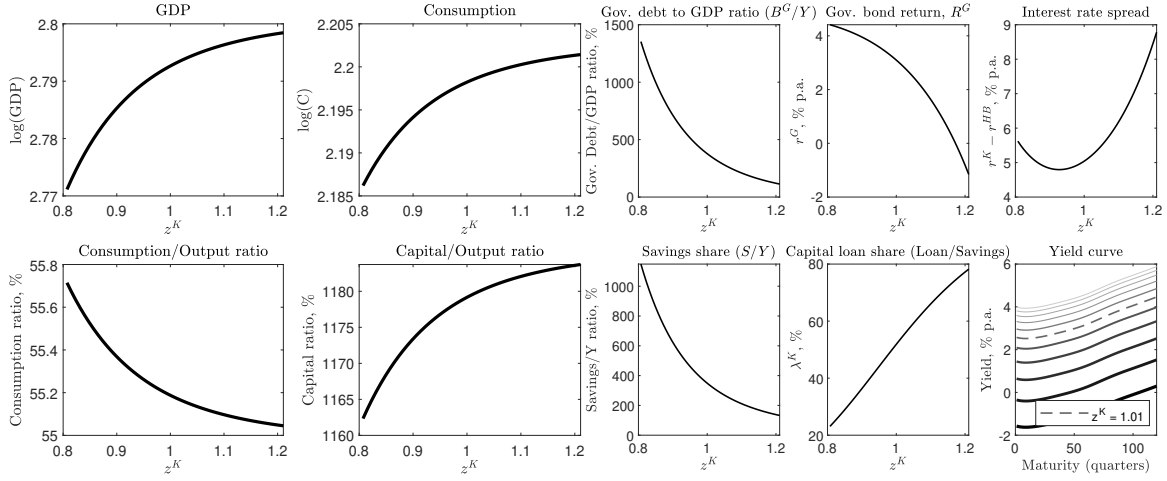 GDP
log(GDP)
2.8
2.79
2.78
2.77
0.8 0.9 1 1.1 1.2
z^K
Consumption
log(C)
2.205
2.2
2.195
2.19
2.185
0.8 0.9 1 1.1 1.2
z^K
Gov. debt to GDP ratio (B^G/Y)
Gov. Debt/GDP ratio, %
1500
1000
500
0
0.8 1 1.2
z^K
Gov. bond return, R^G
r^G, % p.a.
4
2
0
-2
0.8 1 1.2
z^K
Interest rate spread
r^K − r^HB, % p.a.
9
8
7
6
5
4
0.8 1 1.2
z^K
Consumption/Output ratio
Consumption ratio, %
55.8
55.6
55.4
55.2
55
0.8 0.9 1 1.1 1.2
z^K
Capital/Output ratio
Capital ratio, %
1180
1175
1170
1165
1160
0.8 0.9 1 1.1 1.2
z^K
Savings share (S/Y)
Savings/Y ratio, %
1000
800
600
400
200
0
0.8 1 1.2
z^K
Capital loan share (Loan/Savings)
λ^K, %
80
60
40
20
0.8 1 1.2
z^K
Yield curve
Yield, % p.a.
6
4
2
0
-2
z^K = 1.01
0 50 100
Maturity (quarters)